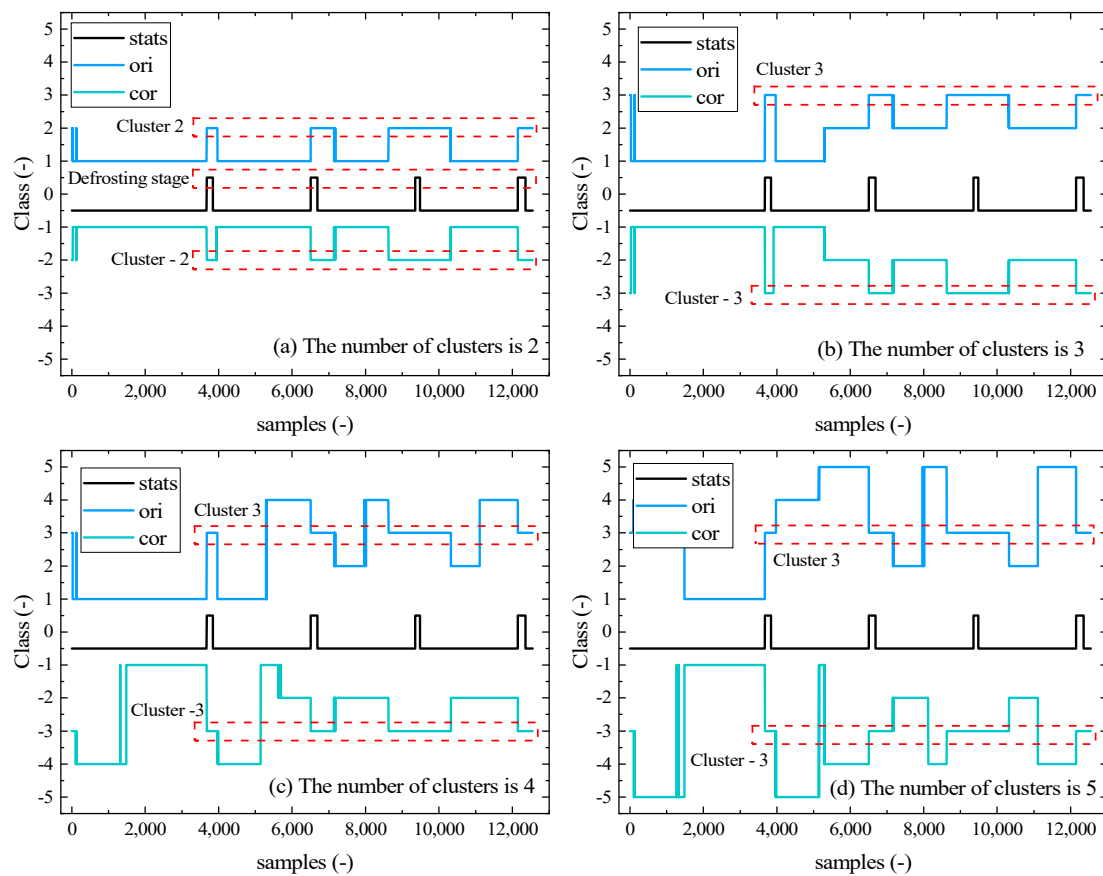 5
4
3
2
1
0
-1
-2
-3
-4
-5
Class (-)
stats
ori
cor
Cluster 2
Defrosting stage
Cluster - 2
(a) The number of clusters is 2
0 2,000 4,000 6,000 8,000 10,000 12,000
samples (-)
5
4
3
2
1
0
-1
-2
-3
-4
-5
Class (-)
stats
ori
cor
Cluster 3
Cluster - 3
(b) The number of clusters is 3
0 2,000 4,000 6,000 8,000 10,000 12,000
samples (-)
5
4
3
2
1
0
-1
-2
-3
-4
-5
Class (-)
stats
ori
cor
Cluster 3
Cluster -3
(c) The number of clusters is 4
0 2,000 4,000 6,000 8,000 10,000 12,000
samples (-)
5
4
3
2
1
0
-1
-2
-3
-4
-5
Class (-)
stats
ori
cor
Cluster 3
Cluster - 3
(d) The number of clusters is 5
0 2,000 4,000 6,000 8,000 10,000 12,000
samples (-)